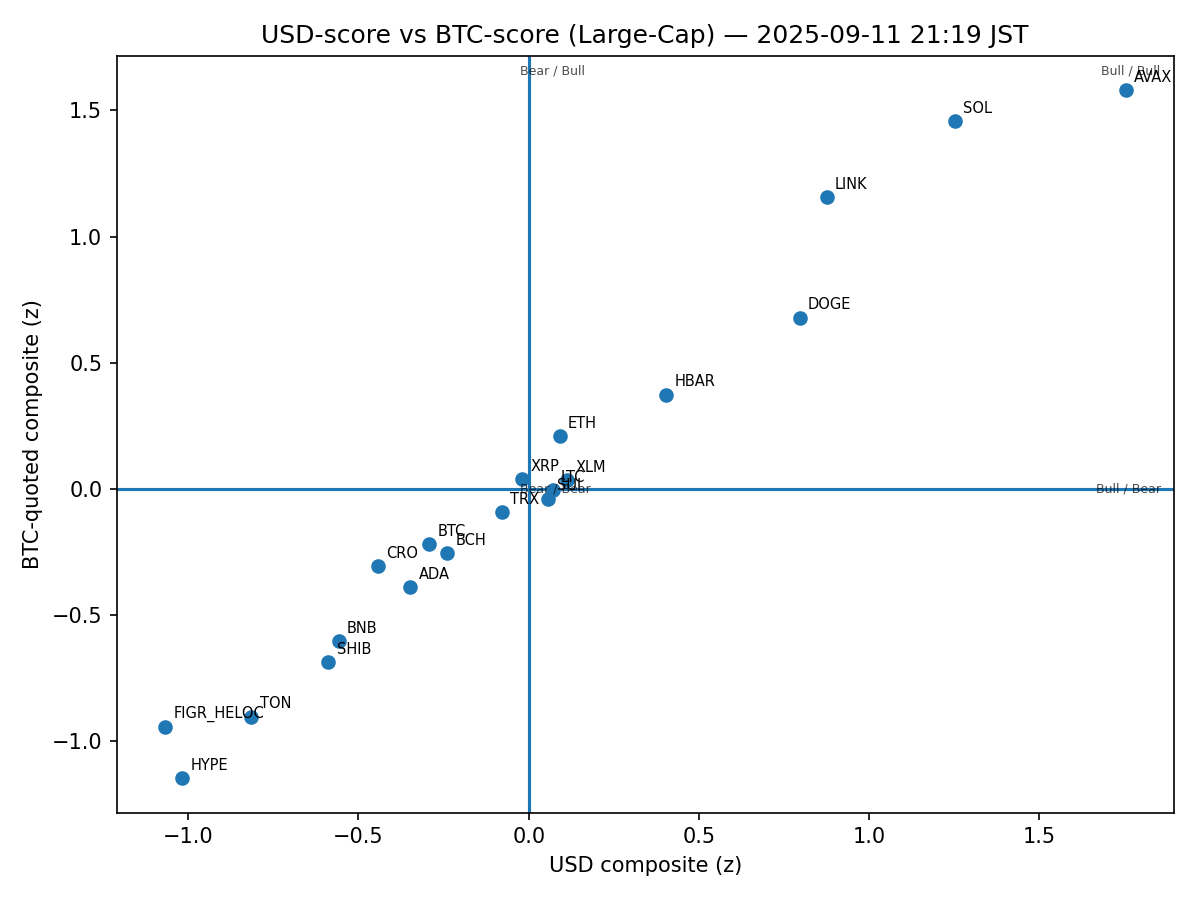 USD-score vs BTC-score (Large-Cap) — 2025-09-11 21:19 JST
Bear / Bull
Bull / Bull
AVAX
1.5
SOL
LINK
1.0
DOGE
0.5
HBAR
ETH
XRP
XLM
LTC
SUI
0.0
Bear / Bear
Bull / Bear
TRX
BTC
BCH
CRO
ADA
−0.5
BNB
SHIB
TON
FIGR_HELOC
−1.0
HYPE
−1.0
−0.5
0.0
0.5
1.0
1.5
USD composite (z)
BTC-quoted composite (z)